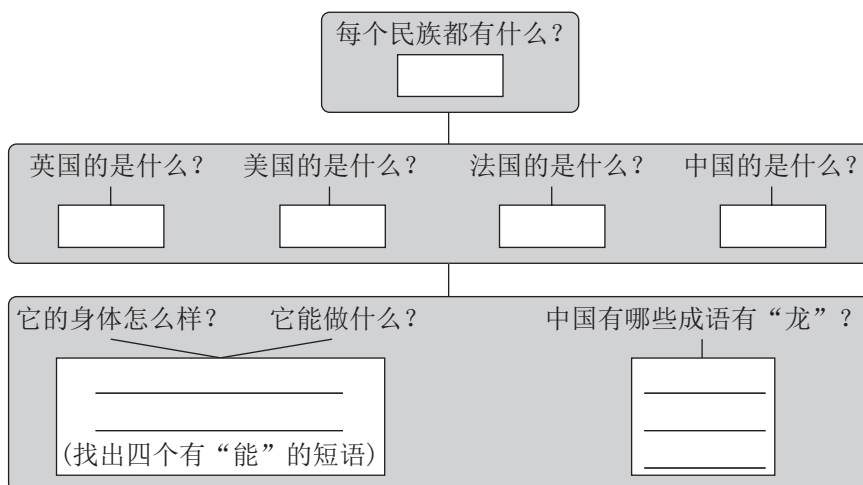 每个民族都有什么？
英国的是什么？ 美国的是什么？ 法国的是什么？ 中国的是什么？
它的身体怎么样？ 它能做什么？ 中国有哪些成语有“龙”？
(找出四个有“能”的短语)